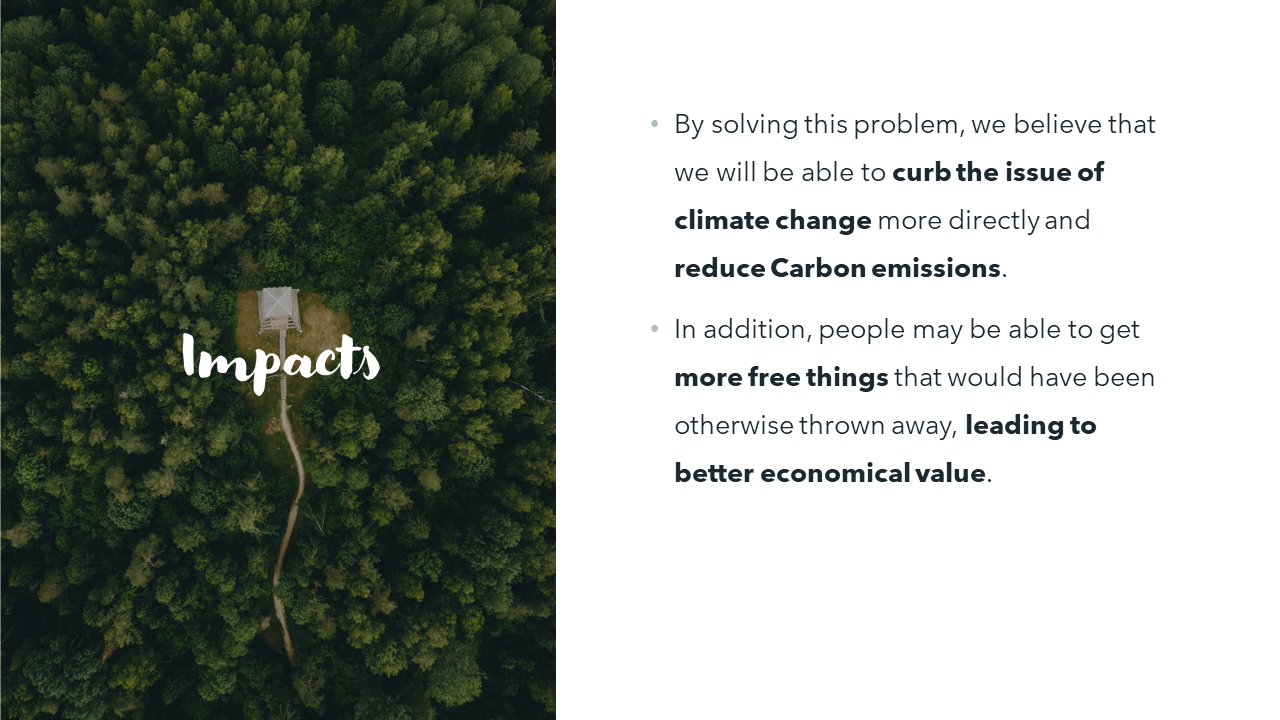 Impacts
• By solving this problem, we believe that
we will be able to curb the issue of
climate change more directly and
reduce Carbon emissions.
• In addition, people may be able to get
more free things that would have been
otherwise thrown away, leading to
better economical value.